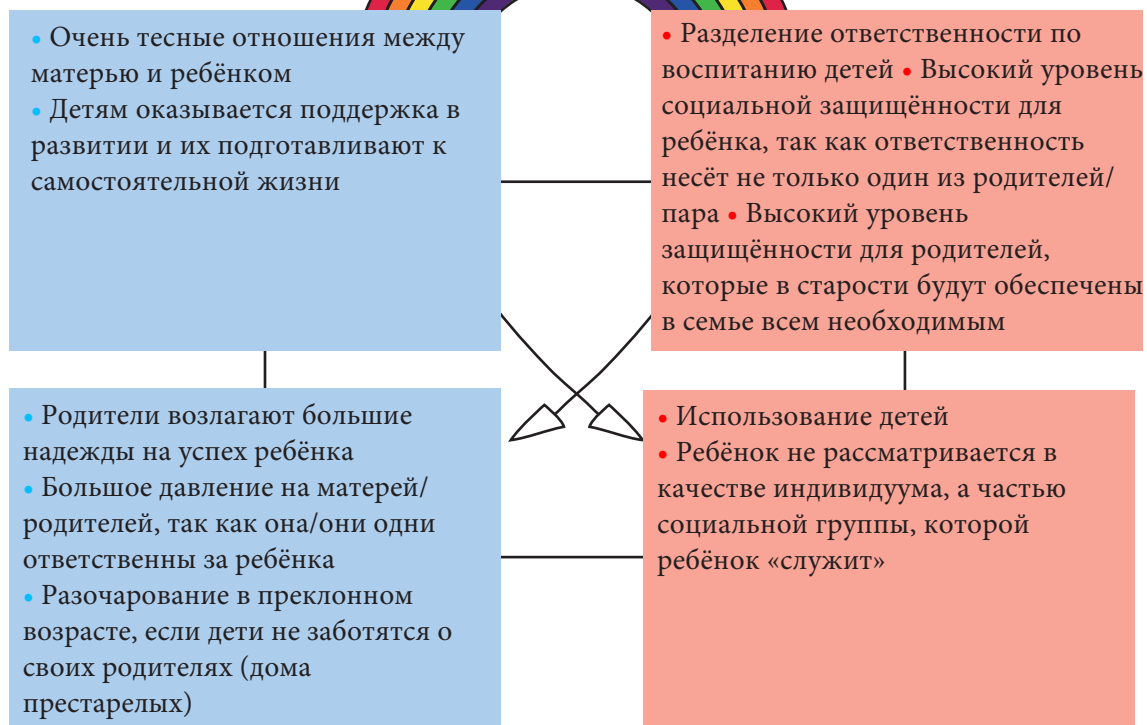 • Очень тесные отношения между
матерью и ребёнком
• Детям оказывается поддержка в
развитии и их подготавливают к
самостоятельной жизни
• Разделение ответственности по
воспитанию детей • Высокий уровень
социальной защищённости для
ребёнка, так как ответственность
несёт не только один из родителей/
пара • Высокий уровень
защищённости для родителей,
которые в старости будут обеспечены
в семье всем необходимым
• Родители возлагают большие
надежды на успех ребёнка
• Большое давление на матерей/
родителей, так как она/они одни
ответственны за ребёнка
• Разочарование в преклонном
возрасте, если дети не заботятся о
своих родителях (дома
престарелых)
• Использование детей
• Ребёнок не рассматривается в
качестве индивидуума, а частью
социальной группы, которой
ребёнок «служит»